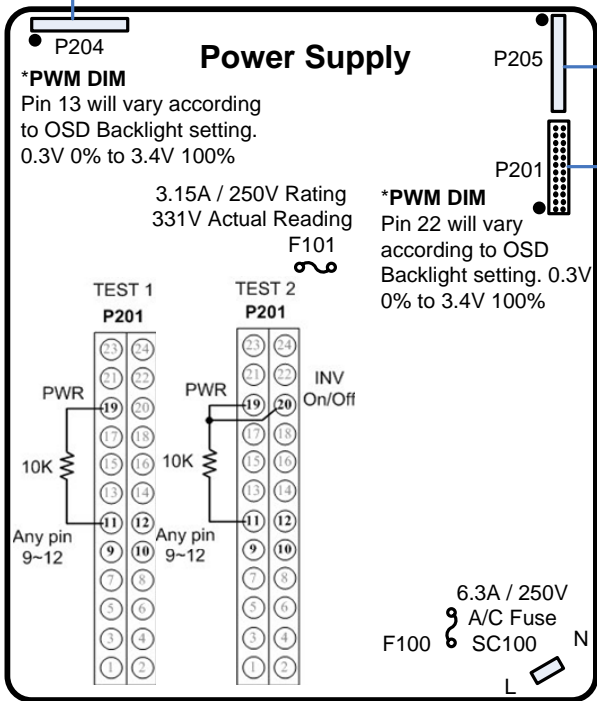 P204
Power Supply
P205
*PWM DIM
Pin 13 will vary according
to OSD Backlight setting.
0.3V 0% to 3.4V 100%
P201
3.15A / 250V Rating
331V Actual Reading
F101
*PWM DIM
Pin 22 will vary
according to OSD
Backlight setting. 0.3V
0% to 3.4V 100%
TEST 1
P201
23 24
21 22
PWR
19 20
17 18
10K
15 16
13 14
11 12
Any pin
9~12
9 10
7 8
5 6
3 4
1 2
TEST 2
P201
23 24
21 22
INV
On/Off
PWR
19 20
17 18
10K
15 16
13 14
11 12
Any pin
9~12
9 10
7 8
5 6
3 4
1 2
6.3A / 250V
A/C Fuse
F100
SC100
N
L